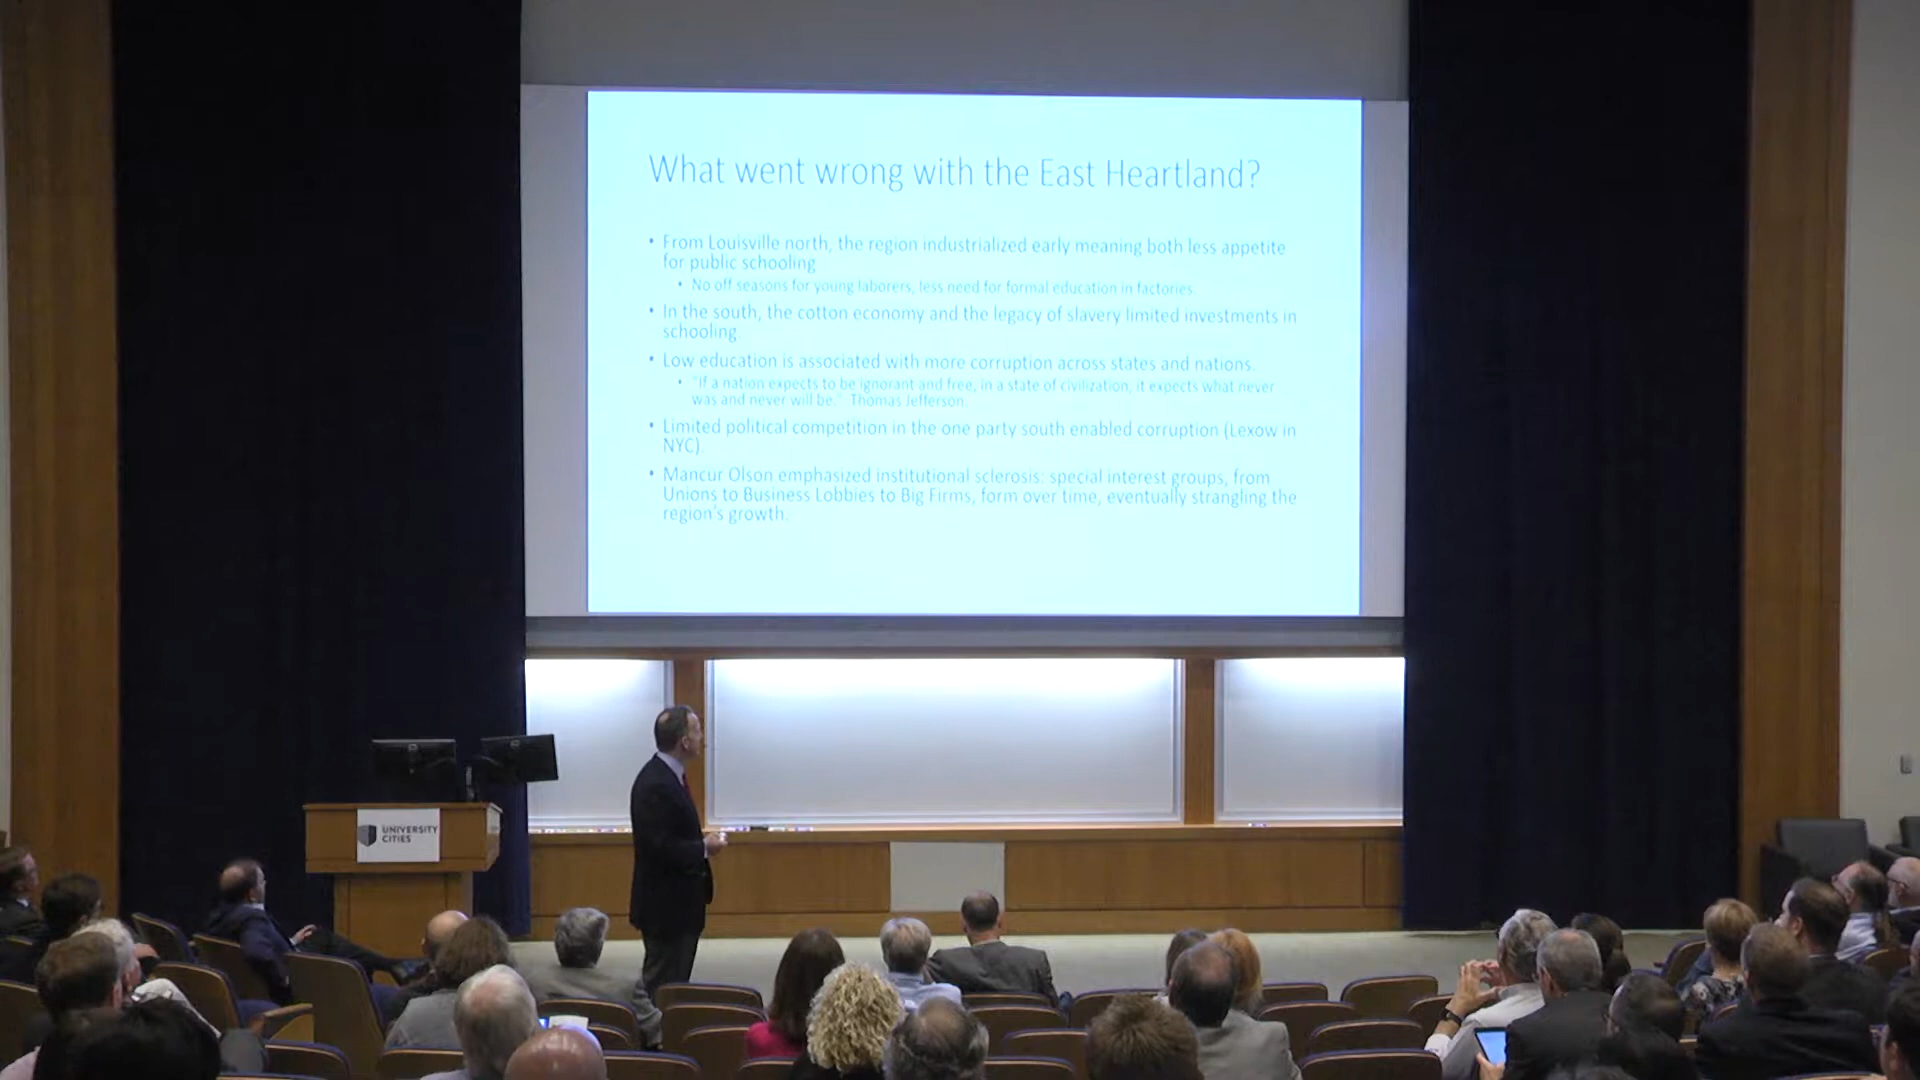 What went wrong with the East Heartland?
• From Louisville north, the region industrialized early meaning both less appetite
for public schooling
• No off seasons for young laborers, less need for formal education in factories.
• In the south, the cotton economy and the legacy of slavery limited investments in
schooling.
• Low education is associated with more corruption across states and nations.
• "If a nation expects to be ignorant and free, in a state of civilization, it expects what never
was and never will be." Thomas Jefferson.
• Limited political competition in the one party south enabled corruption (Lexow in
NYC).
• Mancur Olson emphasized institutional sclerosis: special interest groups, from
Unions to Business Lobbies to Big Firms, form over time, eventually strangling the
region's growth.
UNIVERSITY
CITIES